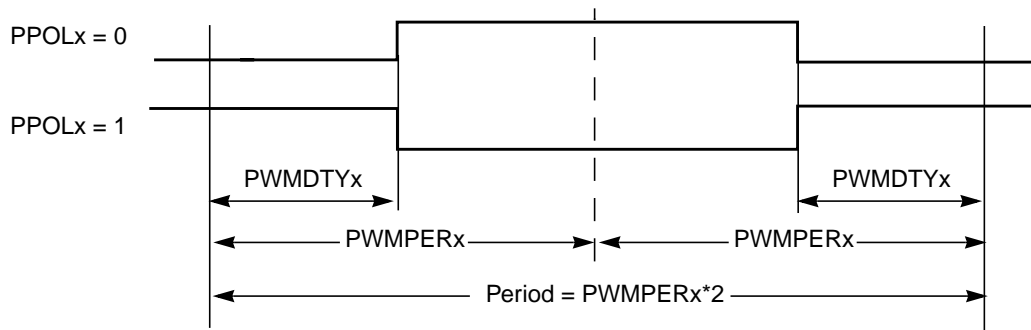 PPOLx = 0
PPOLx = 1
PWMDTYx
PWMDTYx
PWMPERx
PWMPERx
Period = PWMPERx*2